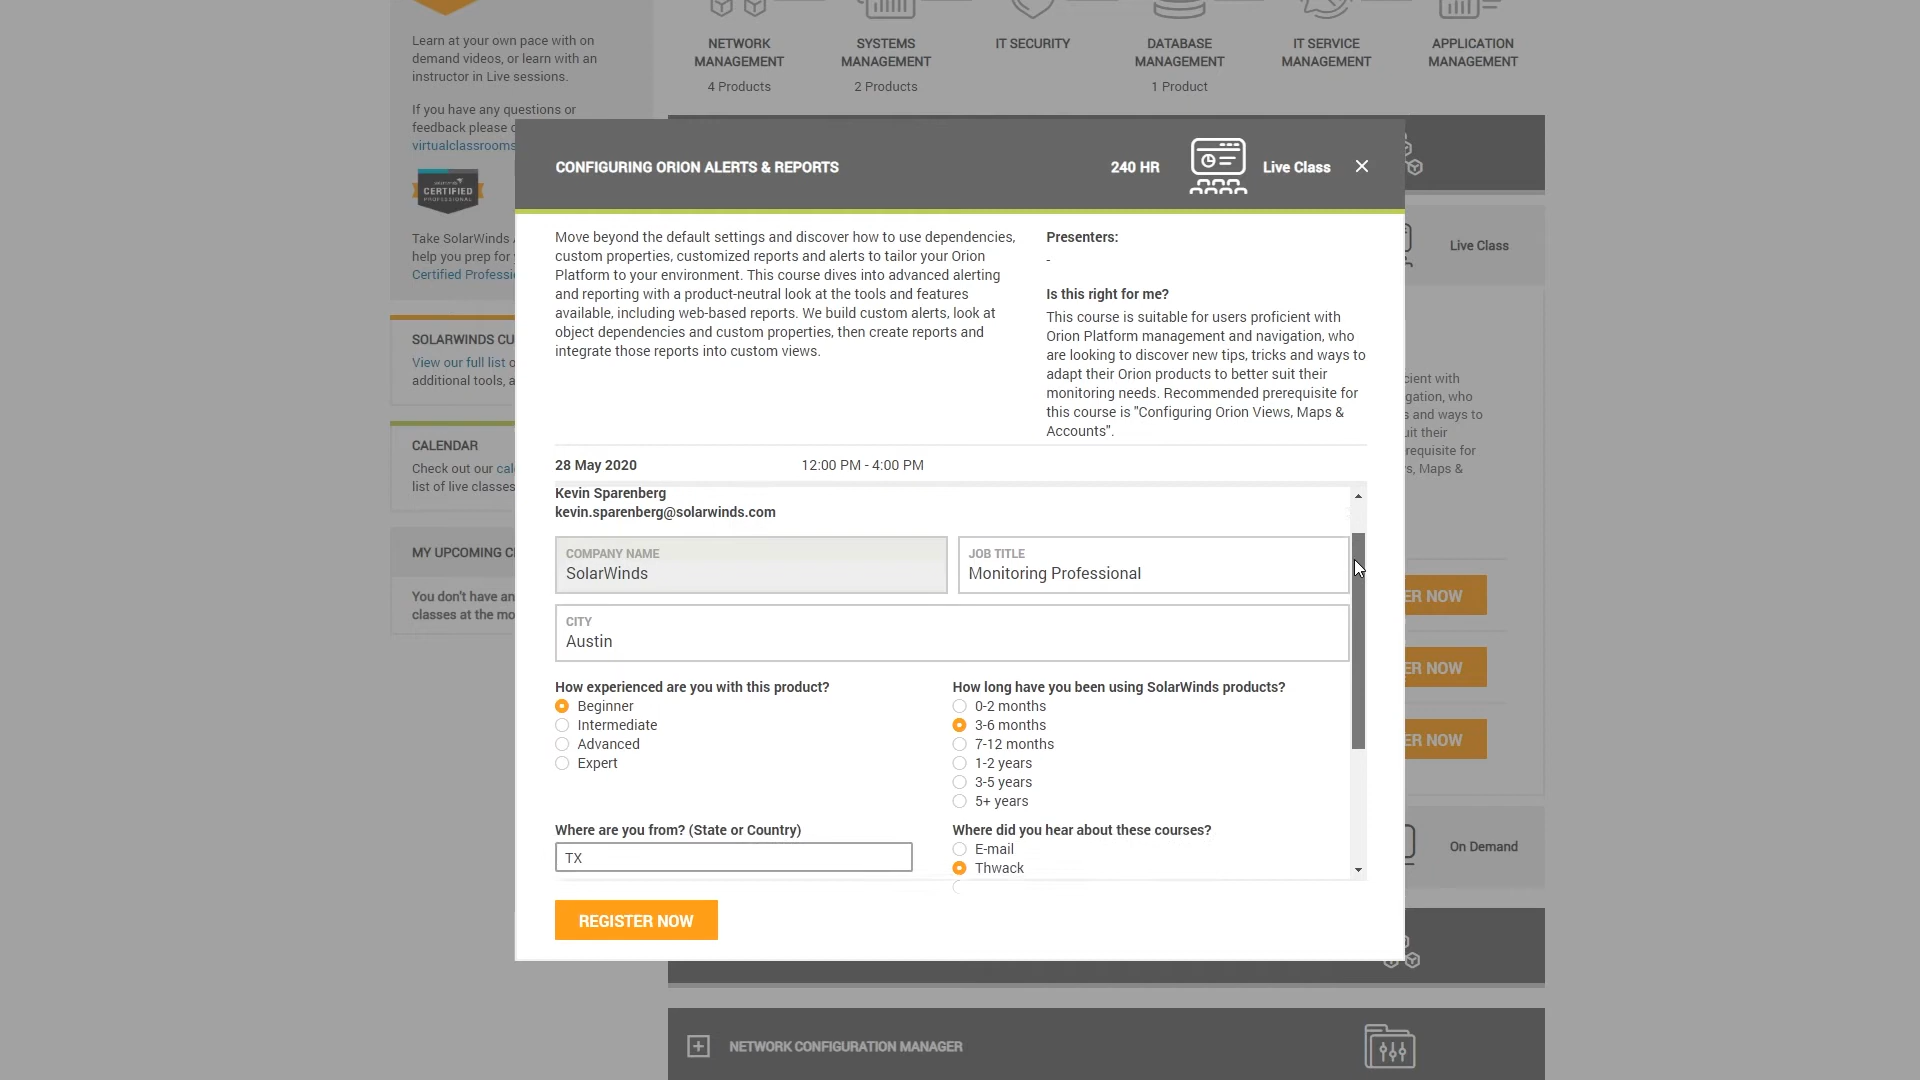 Learn at your own pace with on
demand videos, or learn with an
instructor in Live sessions.
If you have any questions or
feedback please
virtualclassrooms
CERTIFIED
PROFESSIONAL
Take SolarWinds
help you prep for
Certified
SOLARWINDS
View our full list
additional tools,
CALENDAR
Check out our
list of live classes
MY UPCOMING
You don't have
classes at the
NETWORK
MANAGEMENT
4 Products
SYSTEMS
MANAGEMENT
2 Products
IT SECURITY
DATABASE
MANAGEMENT
1 Product
IT SERVICE
MANAGEMENT
APPLICATION
MANAGEMENT
CONFIGURING ORION ALERTS & REPORTS
240 HR
Live Class
Move beyond the default settings and discover how to use dependencies,
custom properties, customized reports and alerts to tailor your Orion
Platform to your environment. This course dives into advanced alerting
and reporting with a product-neutral look at the tools and features
available, including web-based reports. We build custom alerts, look at
object dependencies and custom properties, then create reports and
integrate those reports into custom views.
Presenters:
-
Is this right for me?
This course is suitable for users proficient with
Orion Platform management and navigation, who
are looking to discover new tips, tricks and ways to
adapt their Orion products to better suit their
monitoring needs. Recommended prerequisite for
this course is "Configuring Orion Views, Maps &
Accounts".
28 May 2020
12:00 PM - 4:00 PM
Kevin Sparenberg
kevin.sparenberg@solarwinds.com
COMPANY NAME
SolarWinds
JOB TITLE
Monitoring Professional
CITY
Austin
How experienced are you with this product?
Beginner
Intermediate
Advanced
Expert
How long have you been using SolarWinds products?
0-2 months
3-6 months
7-12 months
1-2 years
3-5 years
5+ years
Where are you from? (State or Country)
TX
Where did you hear about these courses?
E-mail
Thwack
REGISTER NOW
Live Class
with
who
and ways to
their
for
Maps &
NOW
NOW
NOW
On Demand
NETWORK CONFIGURATION MANAGER